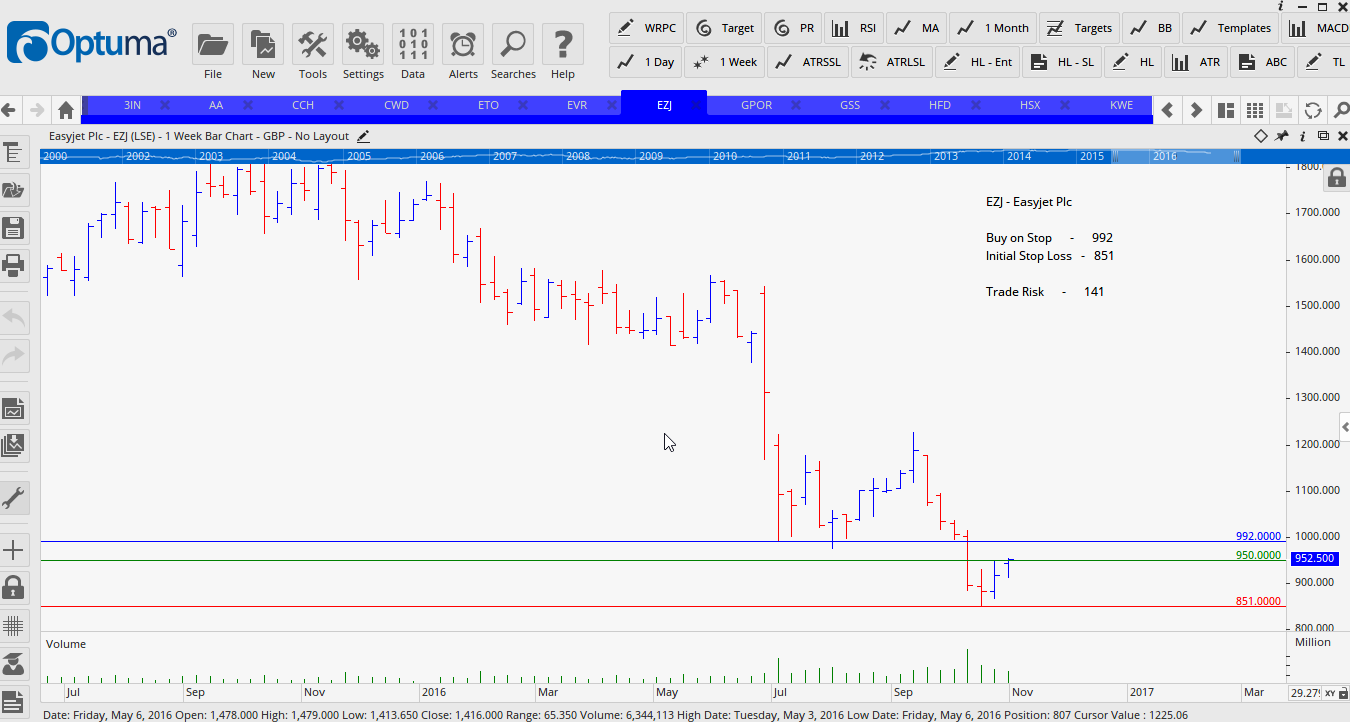 i
Optuma®
File New Tools Settings Data Alerts Searches Help
WRPC Target PR RSI MA 1 Month Targets BB Templates MACD
1 Day 1 Week ATRSSL ATRLSL HL - Ent HL - SL HL ATR ABC TL
3IN AA CCH CWD ETO EVR EZJ GPOR GSS HFD HSX KWE
Easyjet Plc - EZJ (LSE) - 1 Week Bar Chart - GBP - No Layout
2000 2002 2003 2004 2005 2006 2007 2008 2009 2010 2011 2012 2013 2014 2015 2016
1800.
EZJ - Easyjet Plc
1700.000
Buy on Stop - 992
Initial Stop Loss - 851
1600.000
Trade Risk - 141
1500.000
1400.000
1300.000
1200.000
1100.000
992.0000 1000.000
950.0000 952.500
900.000
851.0000
800.000
Volume Million
Jul Sep Nov 2016 Mar May Jul Sep Nov 2017 Mar 29.279 XY
Date: Friday, May 6, 2016 Open: 1,478.000 High: 1,479.000 Low: 1,413.650 Close: 1,416.000 Range: 65.350 Volume: 6,344,113 High Date: Tuesday, May 3, 2016 Low Date: Friday, May 6, 2016 Position: 807 Cursor Value : 1225.06